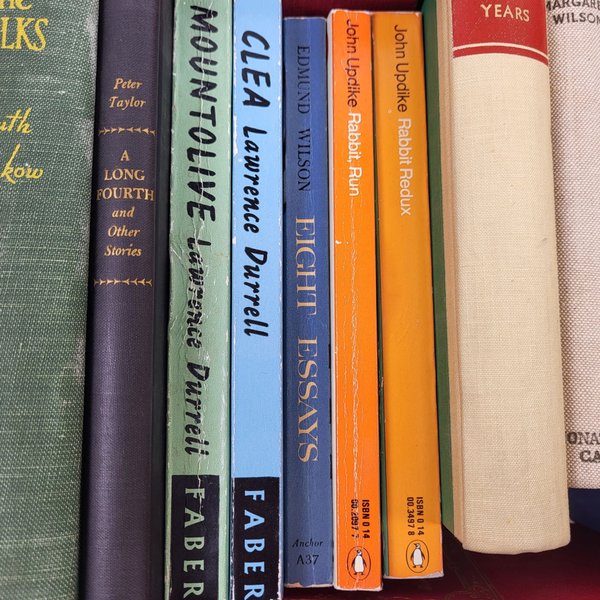 LKS
Peter
Taylor
A
LONG
FOURTH
and
Other
Stories
MOUNTOLIVE Lawrence Durrell
FABER
CLEA Lawrence Durrell
FABER
EDMUND WILSON EIGHT ESSAYS
Anchor
A37
John Updike Rabbit, Run
ISBN 0 14
John Updike Rabbit Redux
ISBN 0 14
00.3497 8
YEARS
WILSON